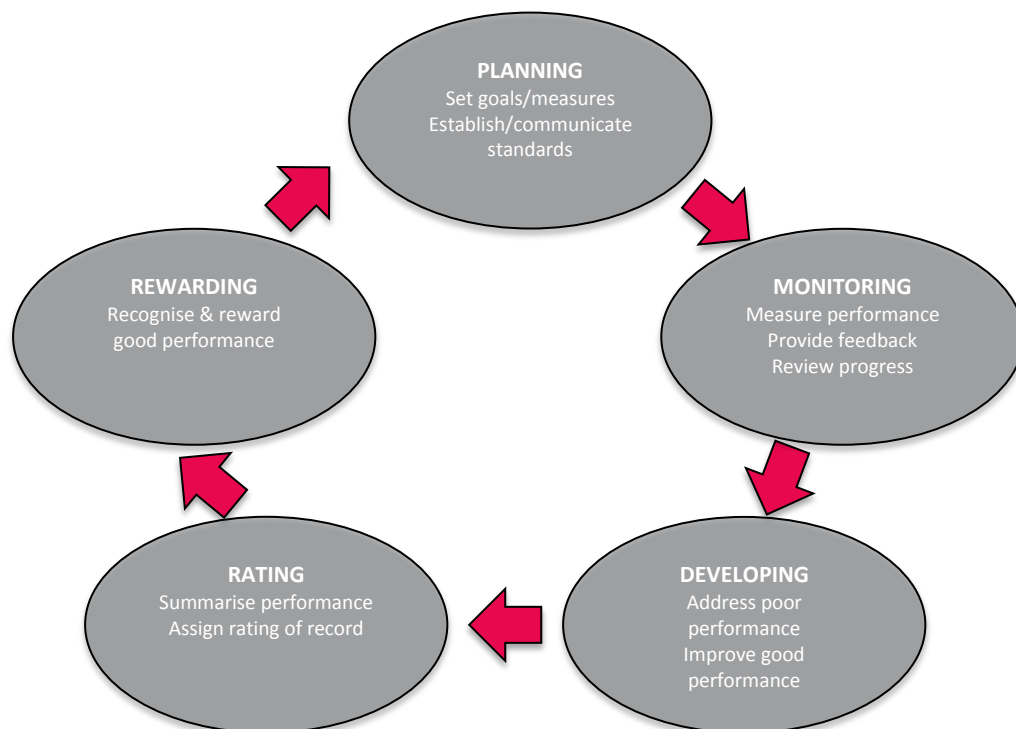 PLANNING
Set goals/measures
Establish/communicate
standards
MONITORING
Measure performance
Provide feedback
Review progress
DEVELOPING
Address poor
performance
Improve good
performance
RATING
Summarise performance
Assign rating of record
REWARDING
Recognise & reward
good performance